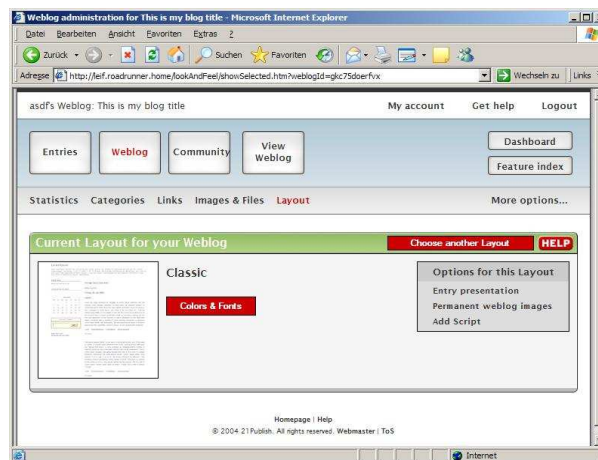 Weblog administration for This is my blog title - Microsoft Internet Explorer
Datei Bearbeiten Ansicht Favoriten Extras ?
Zurück Suchen Favoriten
Adresse http://leif.roadrunner.home/lookAndFeel/showSelected.htm?weblogId=gkc75doerfvx Wechseln zu Links
asdf's Weblog: This is my blog title My account Get help Logout
Entries Weblog Community View Weblog Dashboard
Feature index
Statistics Categories Links Images & Files Layout More options...
Current Layout for your Weblog Choose another Layout HELP
Classic Options for this Layout
Colors & Fonts Entry presentation
Permanent weblog images
Add Script
Homepage | Help
© 2004 21Publish. All rights reserved. Webmaster | ToS
Internet